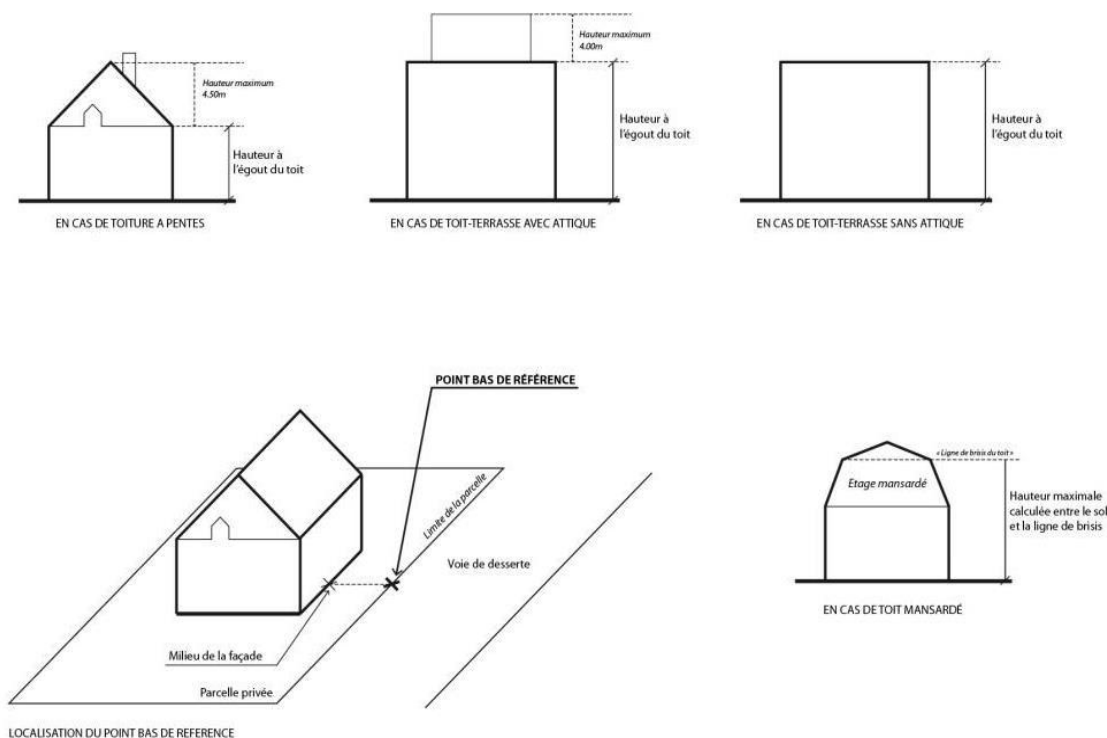 Hauteur maximum
4.50m
Hauteur à
l'égout du toit
EN CAS DE TOITURE A PENTES
Hauteur maximum
4.00m
Hauteur à
l'égout du toit
EN CAS DE TOIT-TERRASSE AVEC ATTIQUE
Hauteur à
l'égout du toit
EN CAS DE TOIT-TERRASSE SANS ATTIQUE
POINT BAS DE RÉFÉRENCE
Limite de la parcelle
Voie de desserte
Milieu de la façade
Parcelle privée
LOCALISATION DU POINT BAS DE REFERENCE
« Ligne de brisis du toit »
Etage mansardé
Hauteur maximale
calculée entre le sol
et la ligne de brisis
EN CAS DE TOIT MANSARDÉ